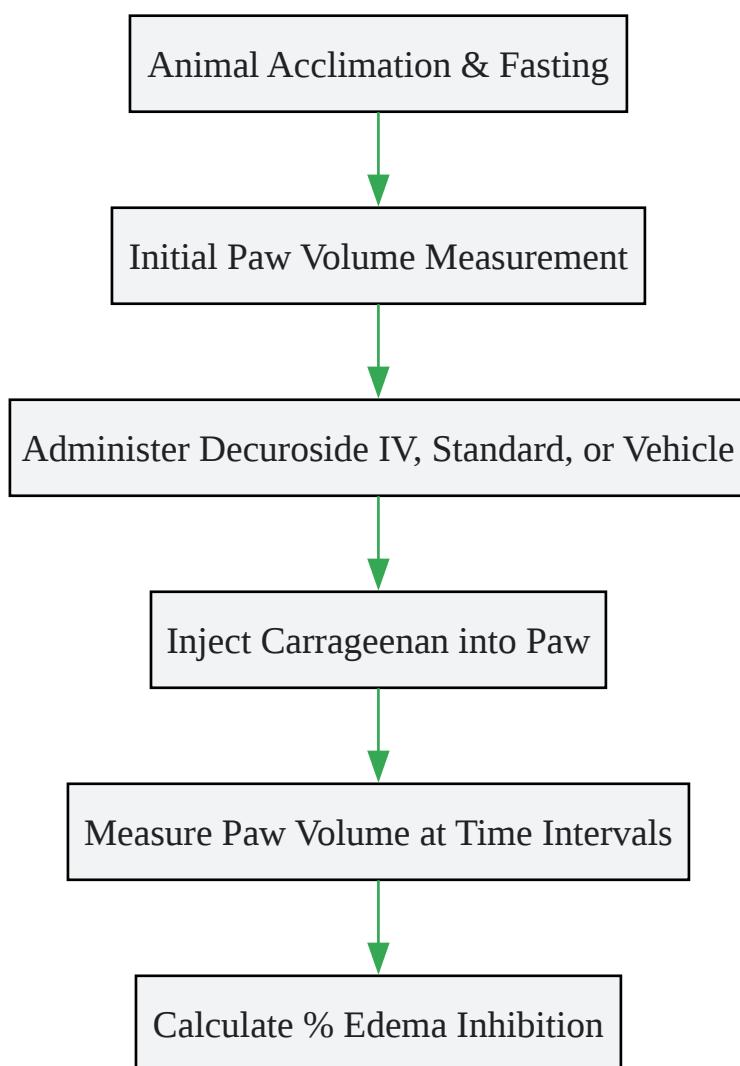 Animal Acclimation & Fasting
Initial Paw Volume Measurement
Administer Decuroside IV, Standard, or Vehicle
Inject Carrageenan into Paw
Measure Paw Volume at Time Intervals
Calculate % Edema Inhibition